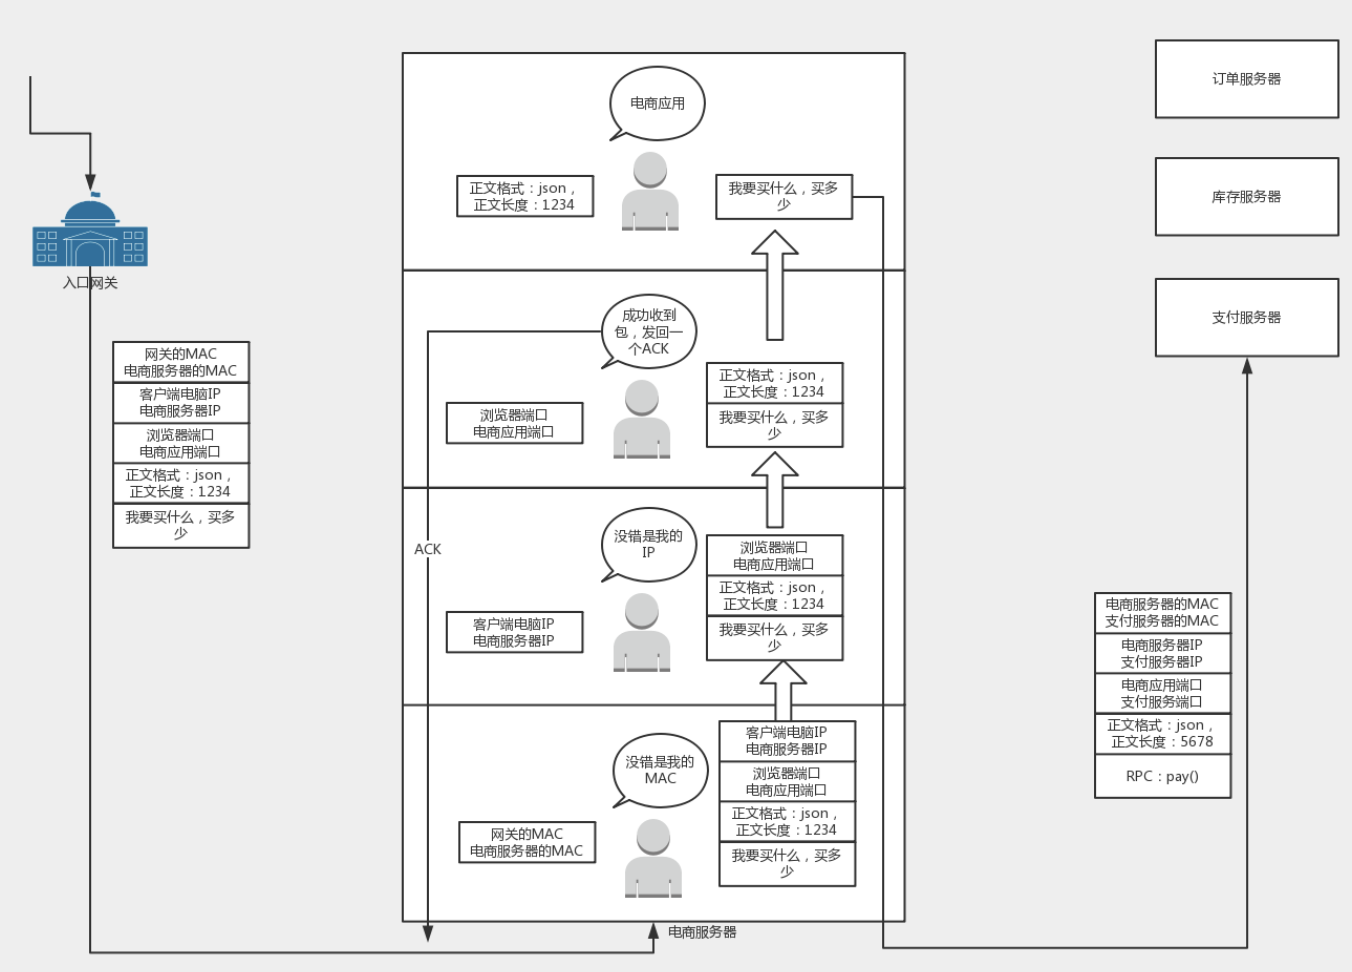 入口网关
网关的MAC
电商服务器的MAC
客户端电脑IP
电商服务器IP
浏览器端口
电商应用端口
正文格式：json，
正文长度：1234
我要买什么，买多
少
电商应用
正文格式：json，
正文长度：1234
我要买什么，买多
少
成功收到
包，发回一
个ACK
浏览器端口
电商应用端口
正文格式：json，
正文长度：1234
我要买什么，买多
少
ACK
没错是我的
IP
客户端电脑IP
电商服务器IP
浏览器端口
电商应用端口
正文格式：json，
正文长度：1234
我要买什么，买多
少
没错是我的
MAC
网关的MAC
电商服务器的MAC
客户端电脑IP
电商服务器IP
浏览器端口
电商应用端口
正文格式：json，
正文长度：1234
我要买什么，买多
少
电商服务器
订单服务器
库存服务器
支付服务器
电商服务器的MAC
支付服务器的MAC
电商服务器IP
支付服务器IP
电商应用端口
支付服务端口
正文格式：json，
正文长度：5678
RPC：pay()